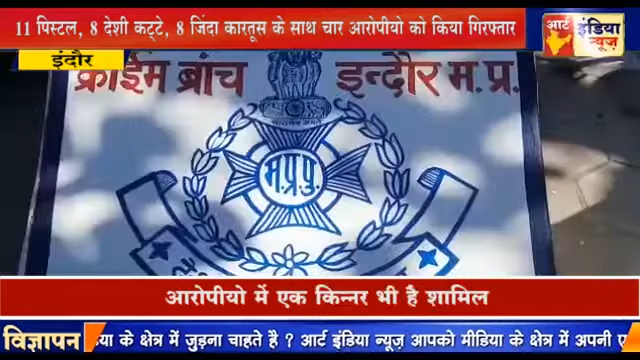 11 पिस्टल, 8 देशी कट्टे, 8 जिंदा कारतूस के साथ चार आरोपीयो को किया गिरफ्तार
आर्ट इंडिया न्यूज़
इंदौर
क्राईम ब्रांच इन्दौर म.प्र.
म.प्र.पु.
आरोपीयो में एक किन्नर भी है शामिल
विज्ञापन
के क्षेत्र में जुड़ना चाहते है ? आर्ट इंडिया न्यूज़ आपको मीडिया के क्षेत्र में अपनी